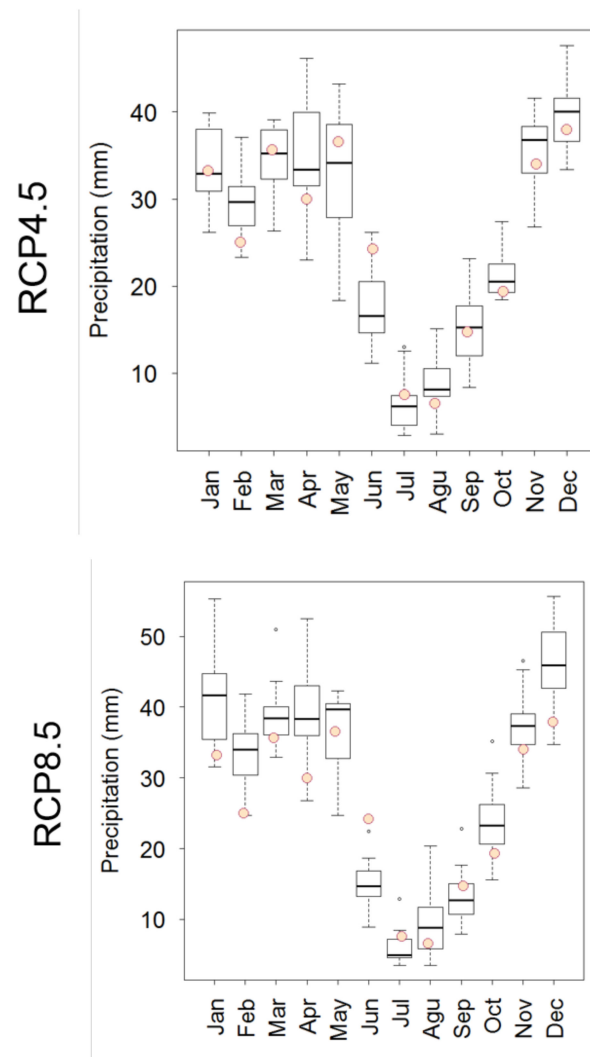 RCP4.5
Precipitation (mm)
40
30
20
10
Jan
Feb
Mar
Apr
May
Jun
Jul
Agu
Sep
Oct
Nov
Dec
RCP8.5
Precipitation (mm)
50
40
30
20
10
Jan
Feb
Mar
Apr
May
Jun
Jul
Agu
Sep
Oct
Nov
Dec